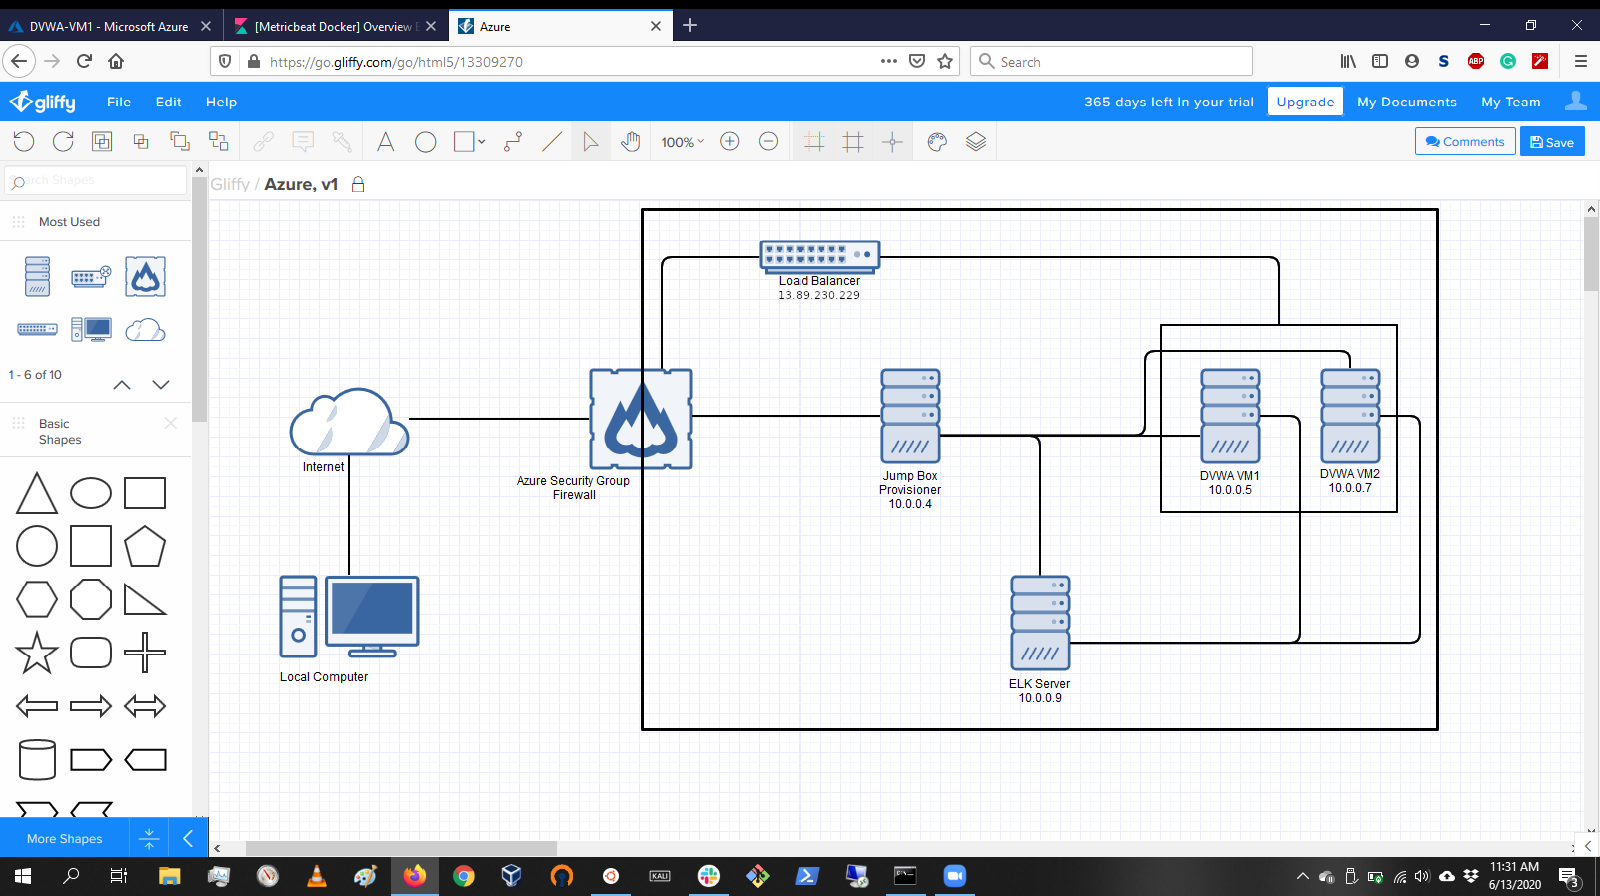 DVWA-VM1 - Microsoft Azure
[Metricbeat Docker] Overview
Azure
https://go.gliffy.com/go/html5/13309270
Search
S
ABP
G
gliffy
File
Edit
Help
365 days left in your trial
Upgrade
My Documents
My Team
A
100%
Comments
Save
Search Shapes
Gliffy / Azure, v1
Most Used
1 - 6 of 10
Basic
Shapes
More Shapes
Load Balancer
13.89.230.229
Internet
Azure Security Group
Firewall
Jump Box
Provisioner
10.0.0.4
DVWA VM1
10.0.0.5
DVWA VM2
10.0.0.7
Local Computer
ELK Server
10.0.0.9
KALI
11:31 AM
6/13/2020
3